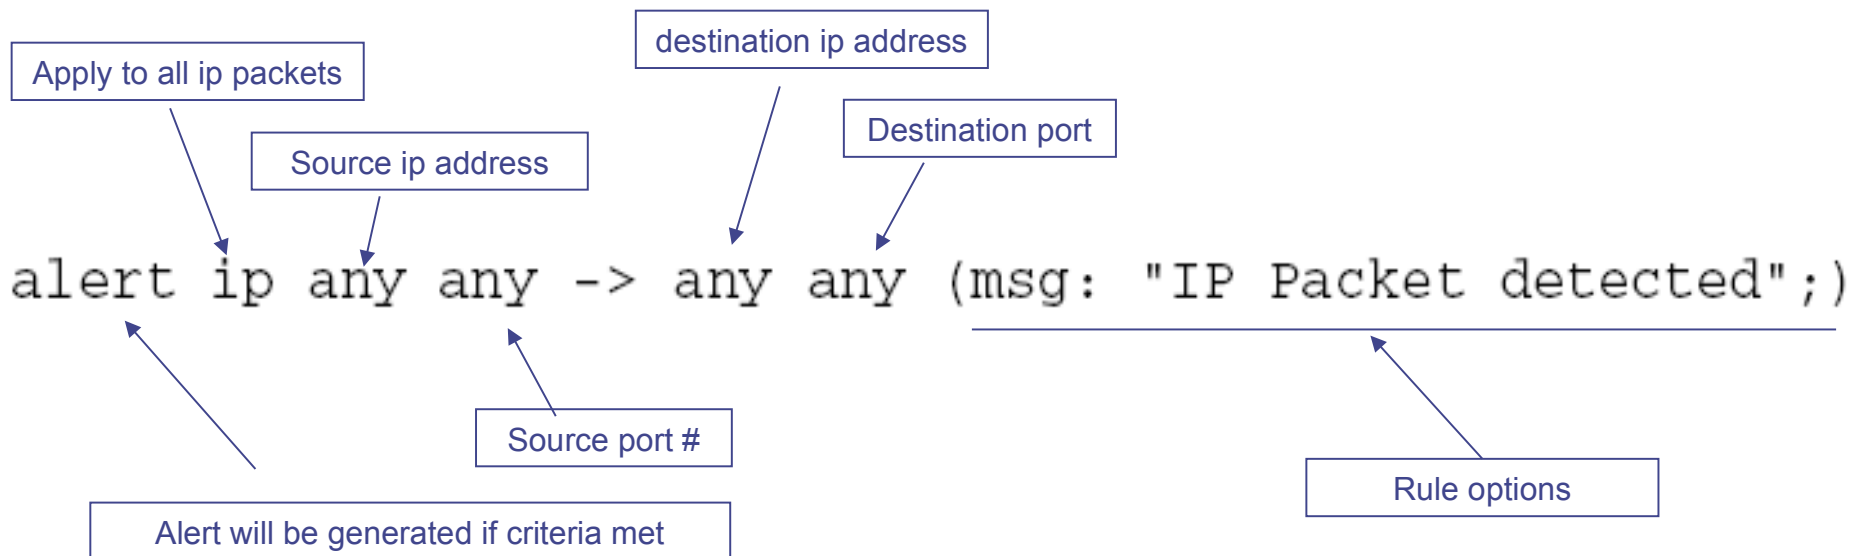 destination ip address
Apply to all ip packets
Destination port
Source ip address
alert ip any any -> any any (msg: "IP Packet detected";)
Source port #
Rule options
Alert will be generated if criteria met